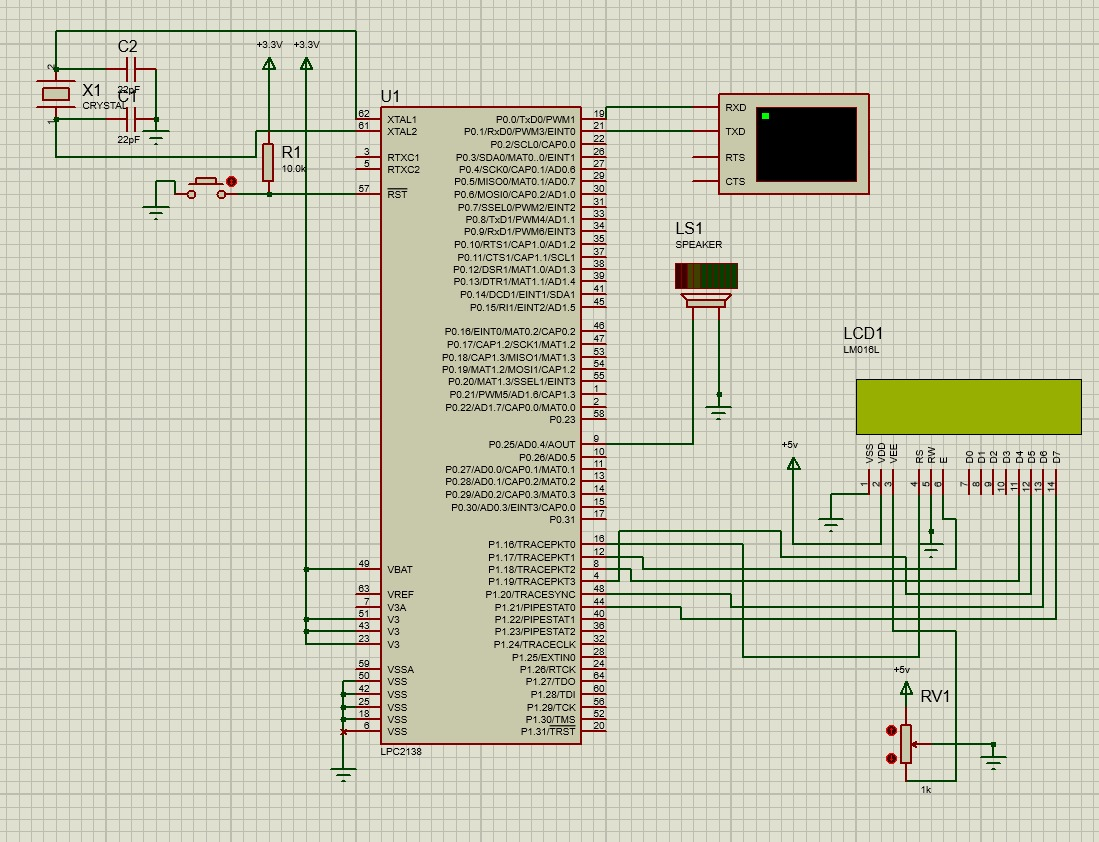 C2
22pF
X1
CRYSTAL
2
1
C1
22pF
+3.3V
+3.3V
R1
10.0k
U1
62 XTAL1
61 XTAL2
3 RTXC1
5 RTXC2
57 RST
49 VBAT
63 VREF
7 V3A
51 V3
43 V3
23 V3
59 VSSA
50 VSS
42 VSS
25 VSS
18 VSS
6 VSS
P0.0/TxD0/PWM1 19
P0.1/RxD0/PWM3/EINT0 21
P0.2/SCL0/CAP0.0 22
P0.3/SDA0/MAT0..0/EINT1 26
P0.4/SCK0/CAP0.1/AD0.6 27
P0.5/MISO0/MAT0.1/AD0.7 29
P0.6/MOSI0/CAP0.2/AD1.0 30
P0.7/SSEL0/PWM2/EINT2 31
P0.8/TxD1/PWM4/AD1.1 33
P0.9/RxD1/PWM6/EINT3 34
P0.10/RTS1/CAP1.0/AD1.2 35
P0.11/CTS1/CAP1.1/SCL1 37
P0.12/DSR1/MAT1.0/AD1.3 38
P0.13/DTR1/MAT1.1/AD1.4 39
P0.14/DCD1/EINT1/SDA1 41
P0.15/RI1/EINT2/AD1.5 45
P0.16/EINT0/MAT0.2/CAP0.2 46
P0.17/CAP1.2/SCK1/MAT1.2 47
P0.18/CAP1.3/MISO1/MAT1.3 53
P0.19/MAT1.2/MOSI1/CAP1.2 54
P0.20/MAT1.3/SSEL1/EINT3 55
P0.21/PWM5/AD1.6/CAP1.3 1
P0.22/AD1.7/CAP0.0/MAT0.0 2
P0.23 58
P0.25/AD0.4/AOUT 9
P0.26/AD0.5 10
P0.27/AD0.0/CAP0.1/MAT0.1 11
P0.28/AD0.1/CAP0.2/MAT0.2 13
P0.29/AD0.2/CAP0.3/MAT0.3 14
P0.30/AD0.3/EINT3/CAP0.0 15
P0.31 17
P1.16/TRACEPKT0 16
P1.17/TRACEPKT1 12
P1.18/TRACEPKT2 8
P1.19/TRACEPKT3 4
P1.20/TRACESYNC 48
P1.21/PIPESTAT0 44
P1.22/PIPESTAT1 40
P1.23/PIPESTAT2 36
P1.24/TRACECLK 32
P1.25/EXTIN0 28
P1.26/RTCK 24
P1.27/TDO 64
P1.28/TDI 60
P1.29/TCK 56
P1.30/TMS 52
P1.31/TRST 20
LPC2138
RXD
TXD
RTS
CTS
LS1
SPEAKER
LCD1
LM016L
VSS VDD VEE RS RW E D0 D1 D2 D3 D4 D5 D6 D7
1 2 3 4 5 6 7 8 9 10 11 12 13 14
+5v
+5v
RV1
1k